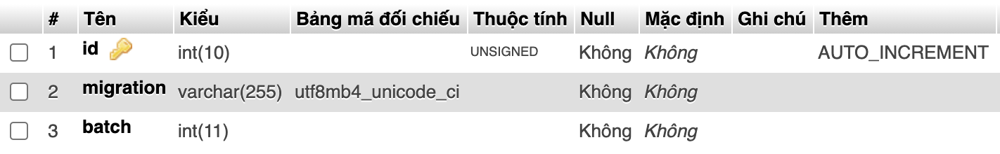 # Tên Kiểu Bảng mã đối chiếu Thuộc tính Null Mặc định Ghi chú Thêm
1 id int(10) UNSIGNED Không Không AUTO_INCREMENT
2 migration varchar(255) utf8mb4_unicode_ci Không Không
3 batch int(11) Không Không